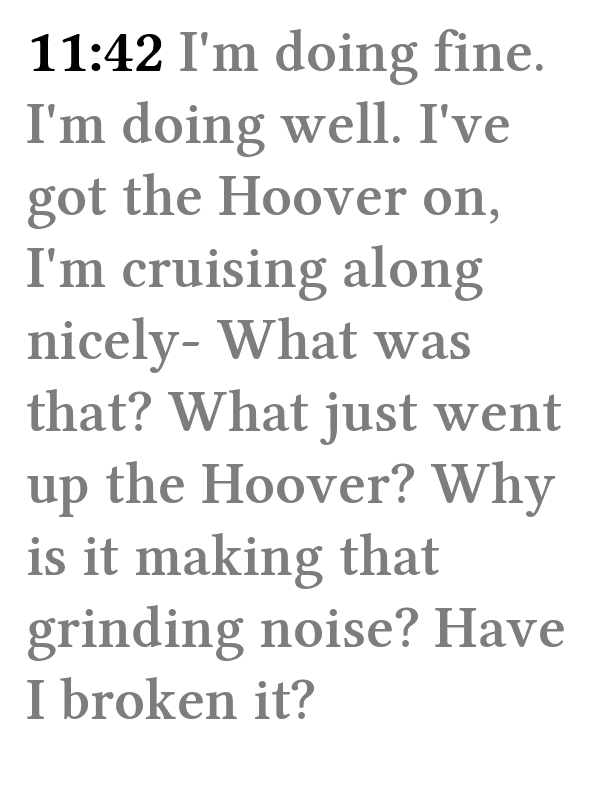 11:42 I'm doing fine.
I'm doing well. I've
got the Hoover on,
I'm cruising along
nicely- What was
that? What just went
up the Hoover? Why
is it making that
grinding noise? Have
I broken it?